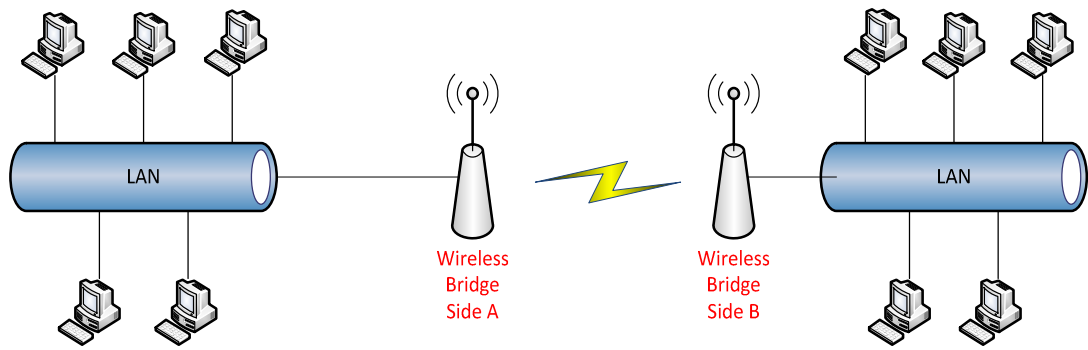 LAN
Wireless
Bridge
Side A
Wireless
Bridge
Side B
LAN